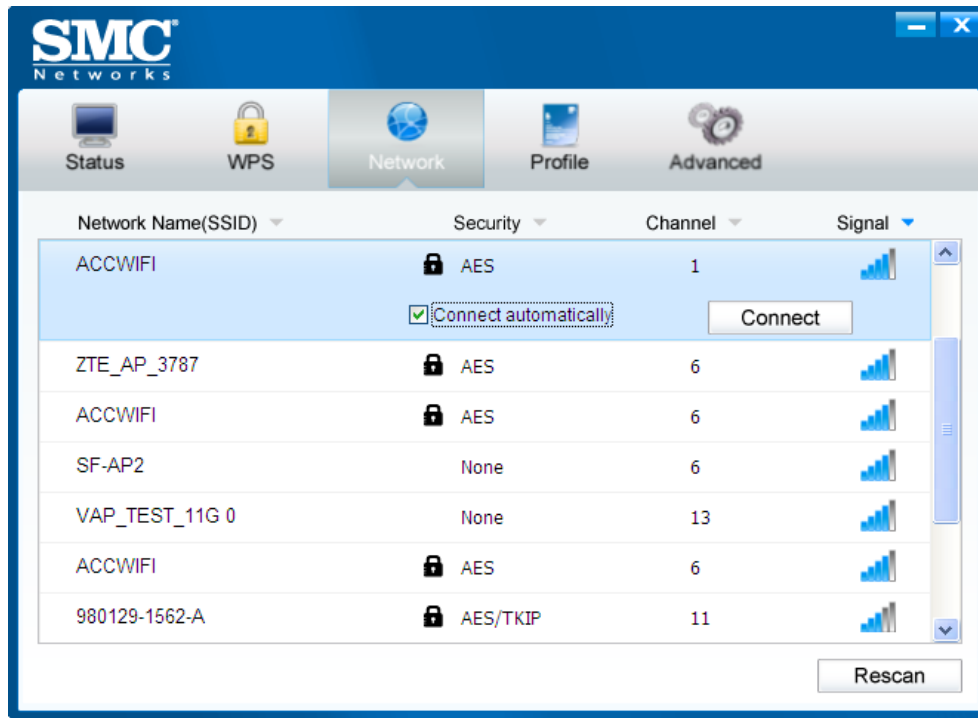 SMC®
Networks
Status WPS Network Profile Advanced
Network Name(SSID) Security Channel Signal
ACCWIFI AES 1
Connect automatically Connect
ZTE_AP_3787 AES 6
ACCWIFI AES 6
SF-AP2 None 6
VAP_TEST_11G 0 None 13
ACCWIFI AES 6
980129-1562-A AES/TKIP 11
Rescan